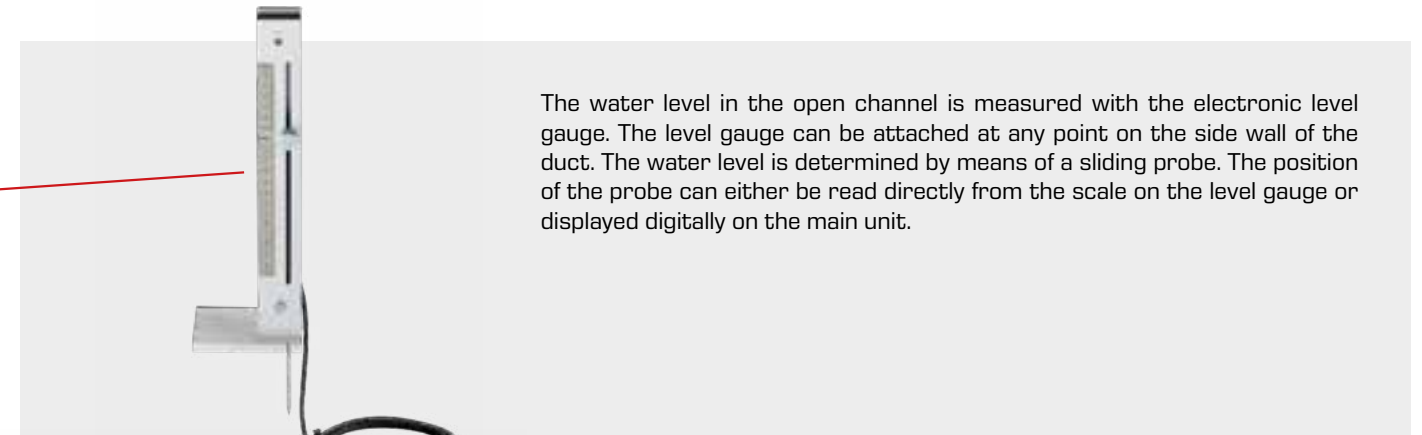 The water level in the open channel is measured with the electronic level
gauge. The level gauge can be attached at any point on the side wall of the
duct. The water level is determined by means of a sliding probe. The position
of the probe can either be read directly from the scale on the level gauge or
displayed digitally on the main unit.